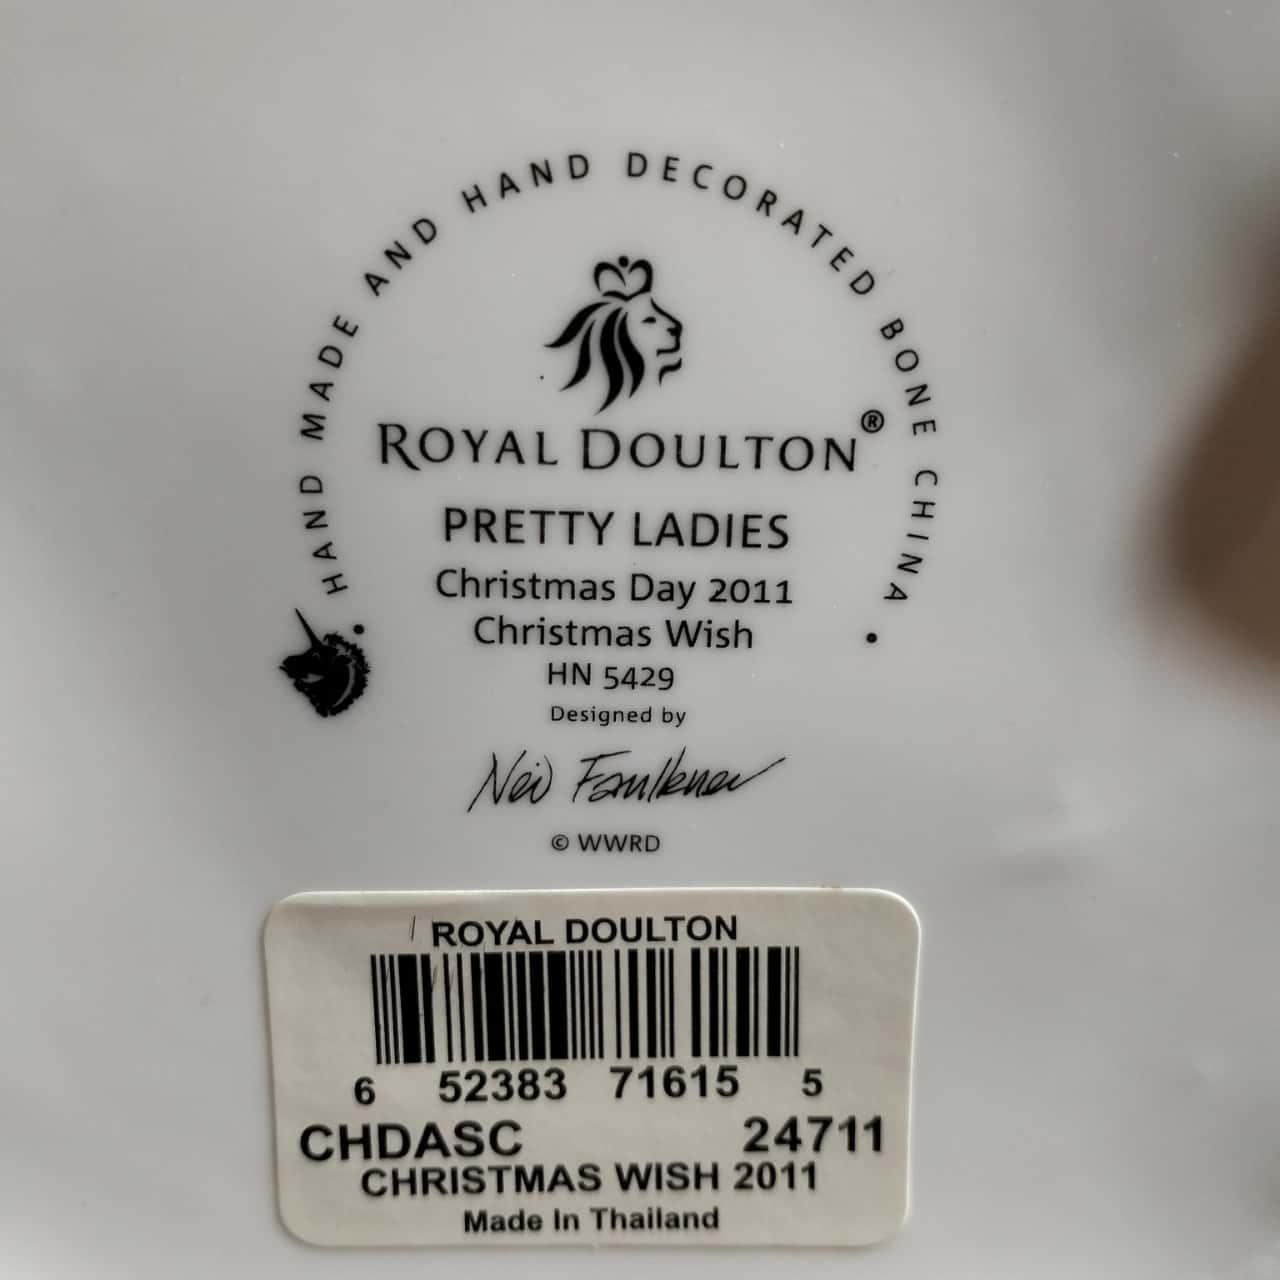 HAND MADE AND HAND DECORATED BONE CHINA
ROYAL DOULTON®
PRETTY LADIES
Christmas Day 2011
Christmas Wish
HN 5429
Designed by
Neil Faulkner
© WWRD
ROYAL DOULTON
6 52383 71615 5
CHDASC 24711
CHRISTMAS WISH 2011
Made In Thailand